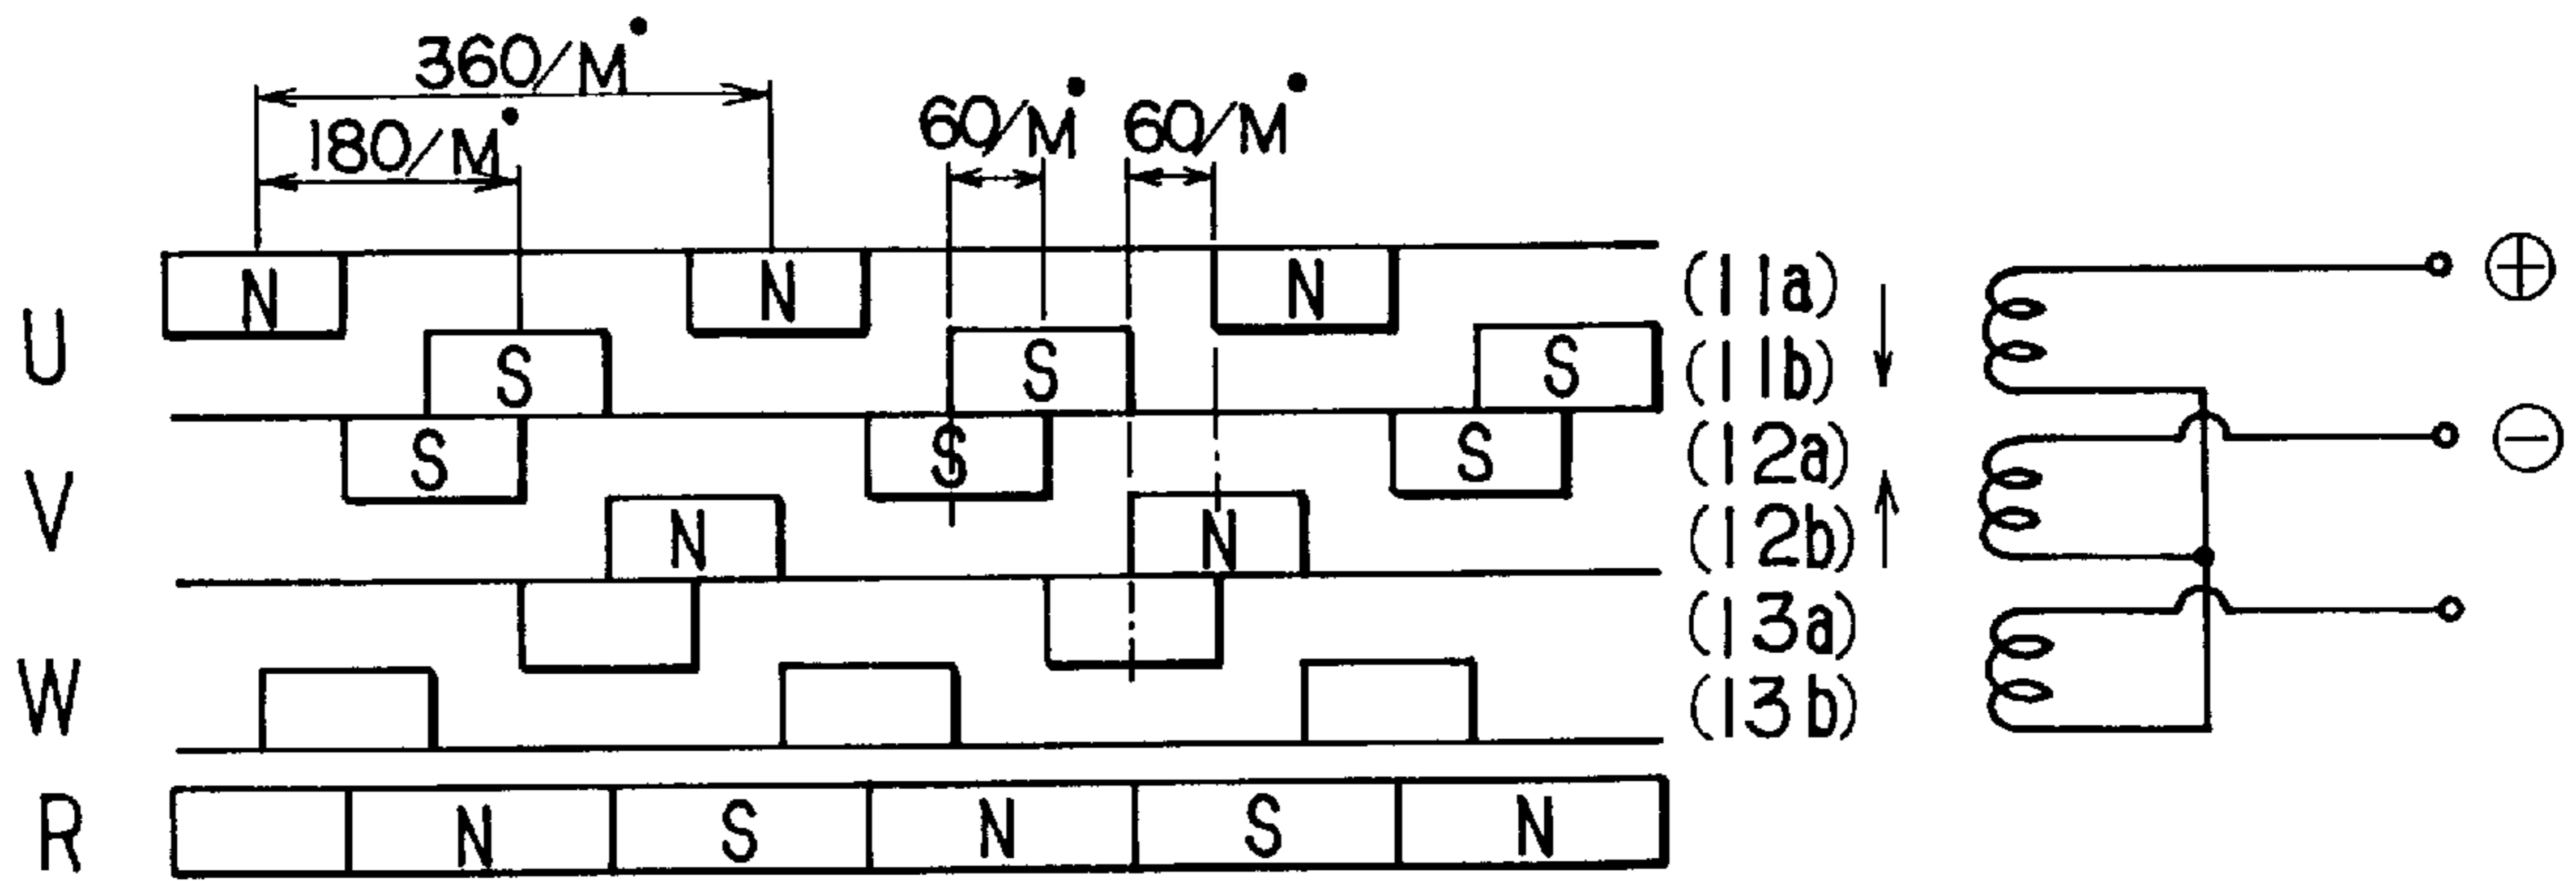 360/M°
180/M°
60/M° 60/M°
N N N (11a) ⊕
U
S S S (11b)
S S S (12a) ⊖
V
N N (12b)
(13a)
W
(13b)
R N S N S N